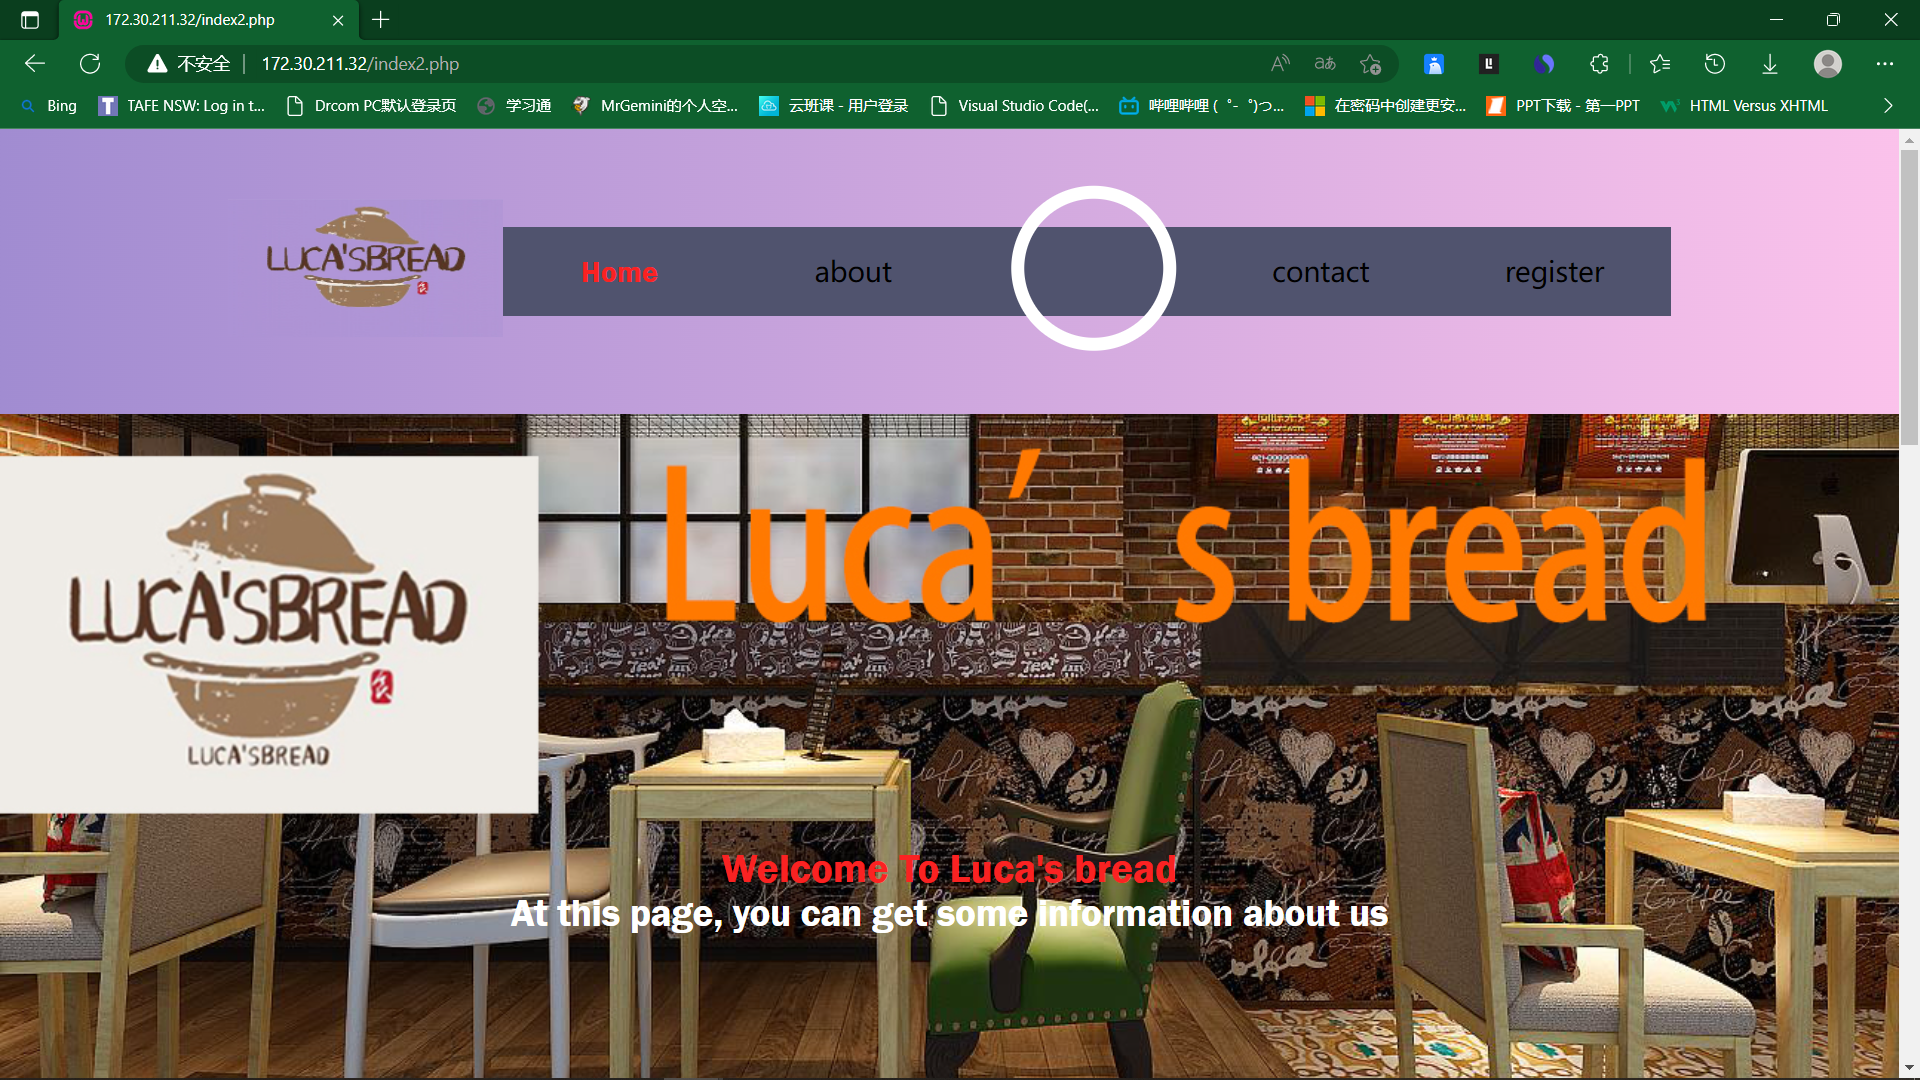 172.30.211.32/index2.php
不安全
172.30.211.32/index2.php
Bing
TAFE NSW: Log in t...
Drcom PC默认登录页
学习通
MrGemini的个人空...
云班课 - 用户登录
Visual Studio Code(...
哔哩哔哩 ( ゜- ゜)つ...
在密码中创建更安...
PPT下载 - 第一PPT
HTML Versus XHTML
LUCA'SBREAD
Home
about
contact
register
Luca’s bread
LUCA'SBREAD
LUCA'SBREAD
Welcome To Luca's bread
At this page, you can get some information about us